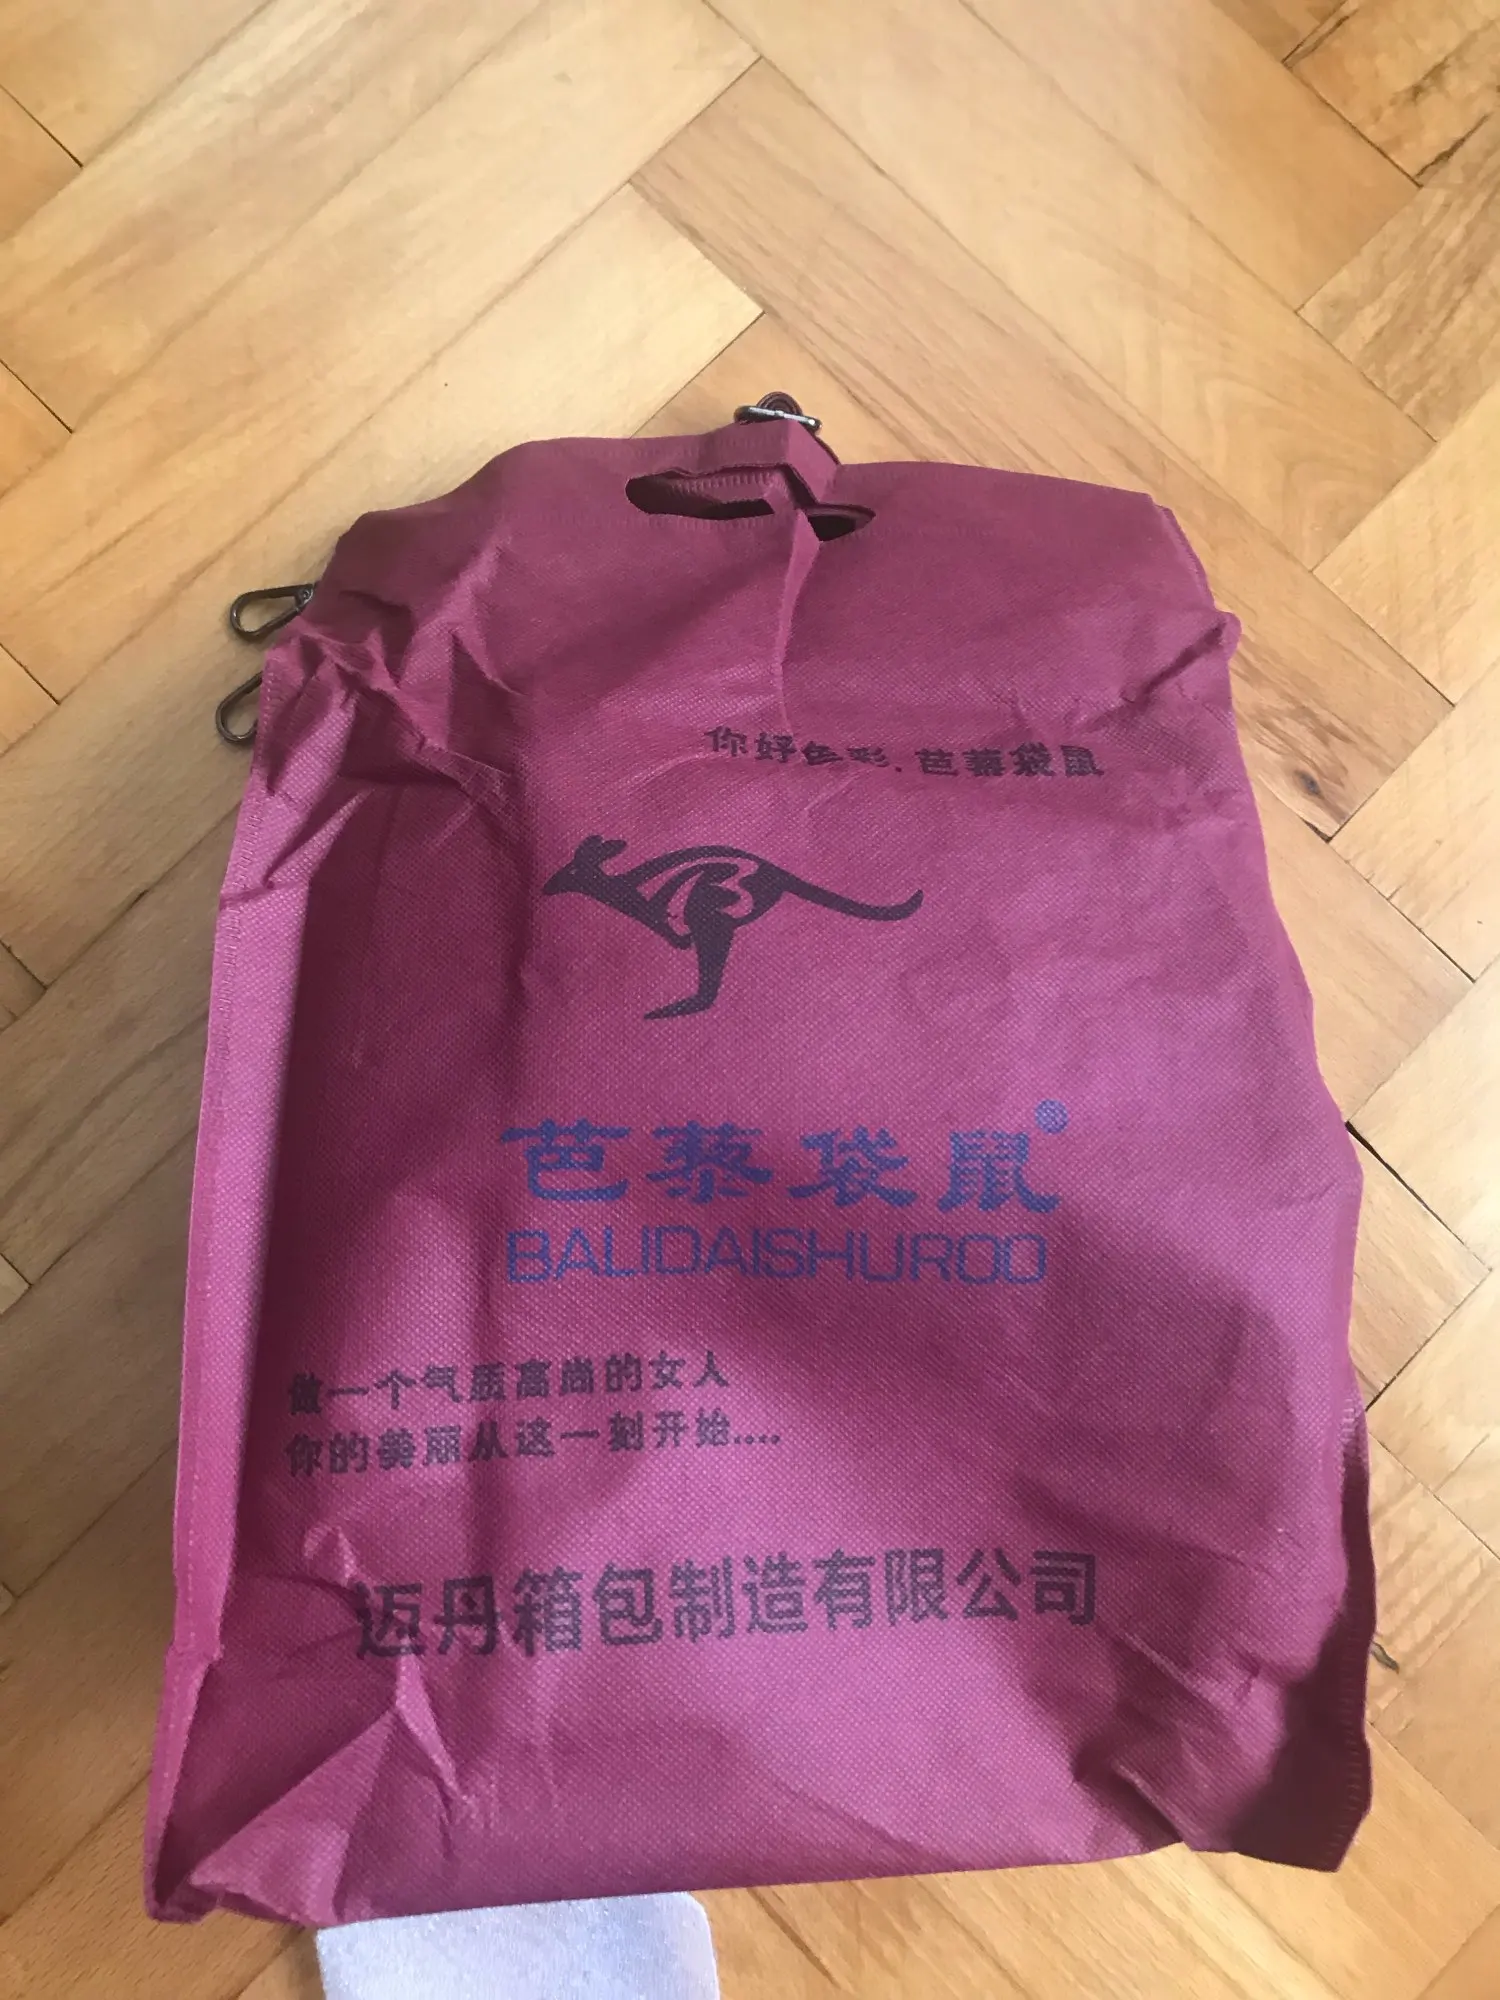 你好色彩.芭藜袋鼠
B
芭藜袋鼠®
BALIDAISHUROO
做一个气质高尚的女人
你的美丽从这一刻开始....
迈丹箱包制造有限公司